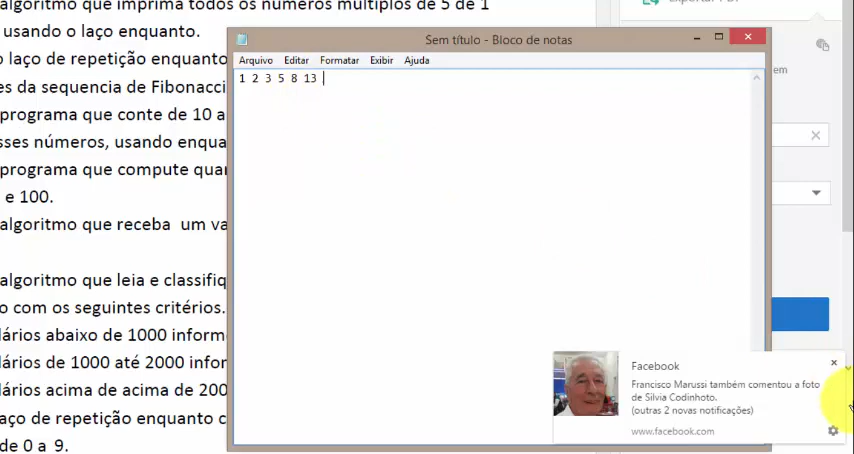 algoritmo que imprima todos os números múltiplos de 5 de 1
usando o laço enquanto.
o laço de repetição enquanto
es da sequencia de Fibonacci
programa que conte de 10 a
sses números, usando enqua
programa que compute quar
e 100.
algoritmo que receba um va
algoritmo que leia e classifiq
o com os seguintes critérios.
lários abaixo de 1000 inform
lários de 1000 até 2000 infor
lários acima de acima de 200
aço de repetição enquanto c
de 0 a 9.
Sem título - Bloco de notas
Arquivo Editar Formatar Exibir Ajuda
1 2 3 5 8 13
em
Facebook
Francisco Marussi também comentou a foto
de Silvia Codinhoto.
(outras 2 novas notificações)
www.facebook.com